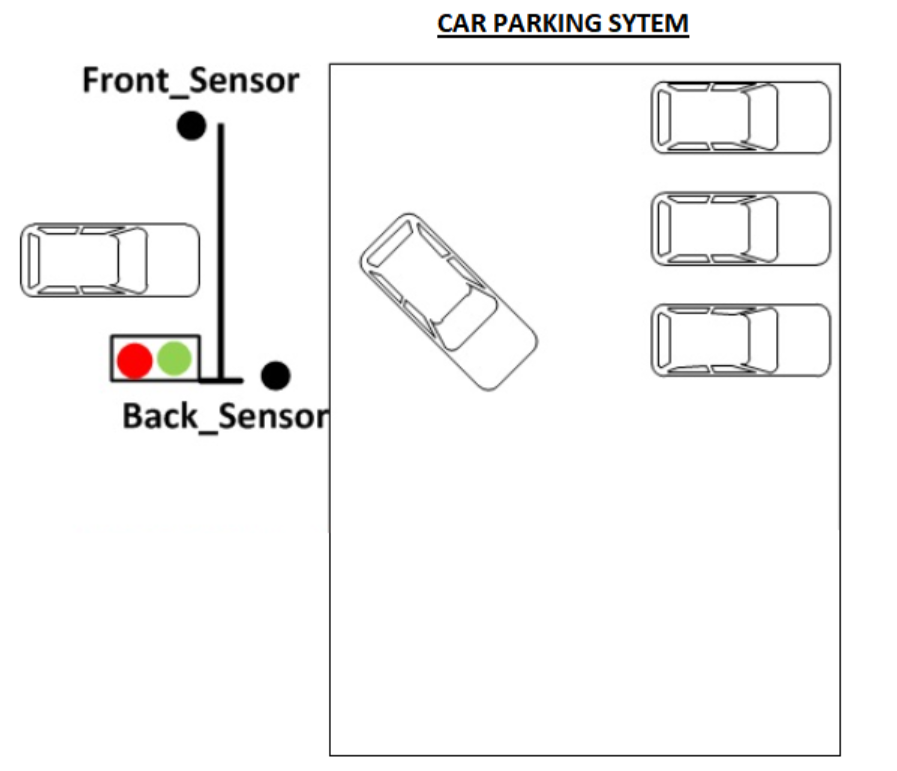 CAR PARKING SYTEM
Front_Sensor
Back_Sensor